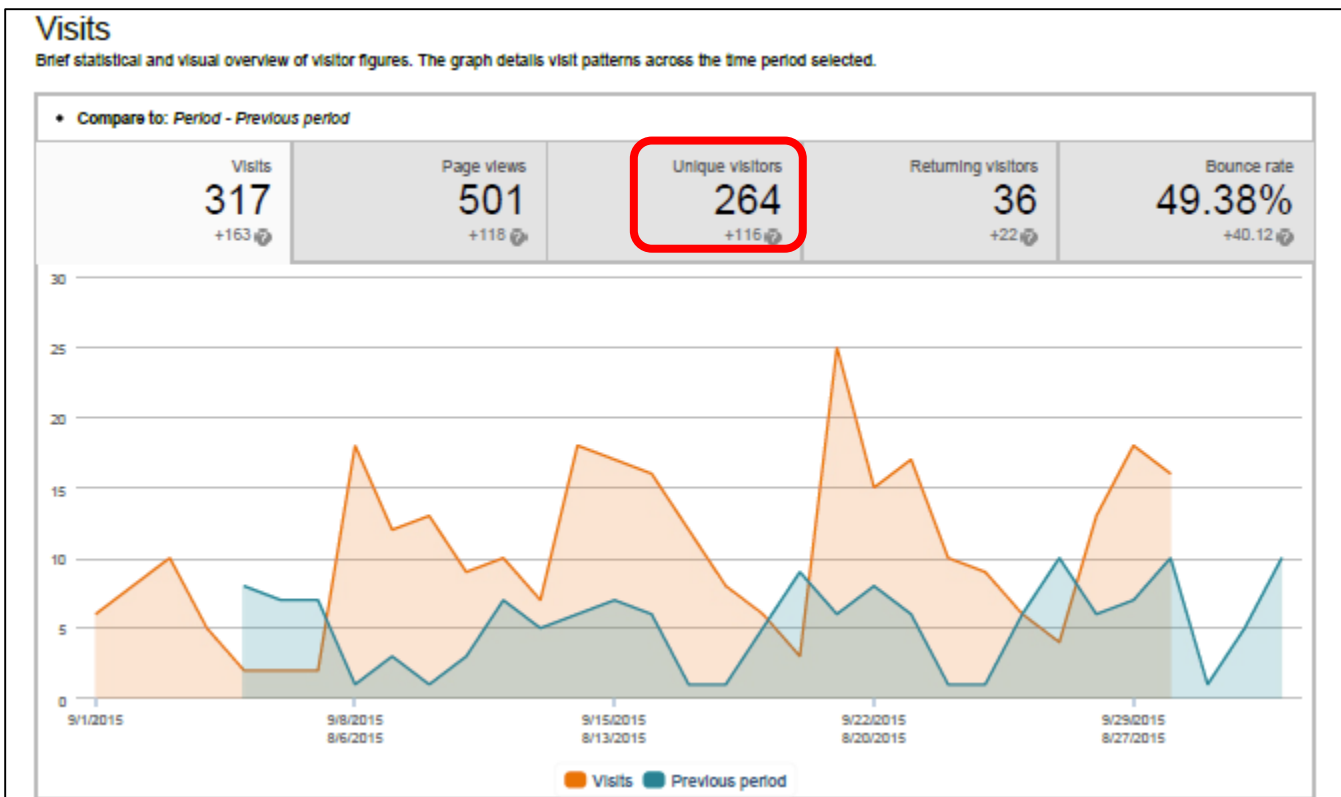 Visits
Brief statistical and visual overview of visitor figures. The graph details visit patterns across the time period selected.
• Compare to: Period - Previous period
Visits
317
+163 ?
Page views
501
+118 ?
Unique visitors
264
+116 ?
Returning visitors
36
+22 ?
Bounce rate
49.38%
+40.12 ?
30
25
20
15
10
5
0
9/1/2015 9/8/2015 9/15/2015 9/22/2015 9/29/2015
8/6/2015 8/13/2015 8/20/2015 8/27/2015
Visits Previous period